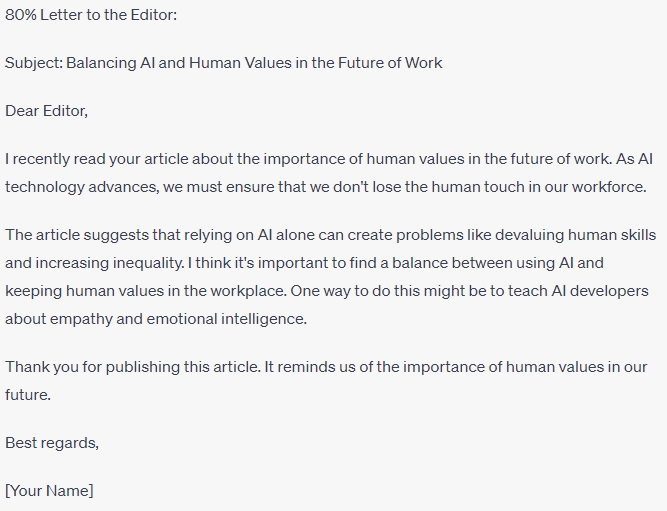 80% Letter to the Editor:
Subject: Balancing AI and Human Values in the Future of Work
Dear Editor,
I recently read your article about the importance of human values in the future of work. As AI
technology advances, we must ensure that we don't lose the human touch in our workforce.
The article suggests that relying on AI alone can create problems like devaluing human skills
and increasing inequality. I think it's important to find a balance between using AI and
keeping human values in the workplace. One way to do this might be to teach AI developers
about empathy and emotional intelligence.
Thank you for publishing this article. It reminds us of the importance of human values in our
future.
Best regards,
[Your Name]